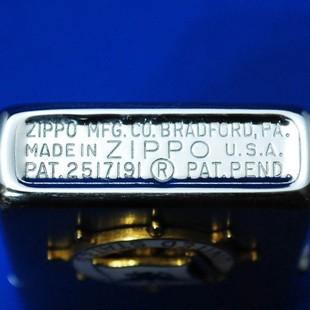 ZIPPO MFG. CO. BRADFORD, PA.
MADE IN ZIPPO U.S.A.
PAT. 2517191 ® PAT. PEND.